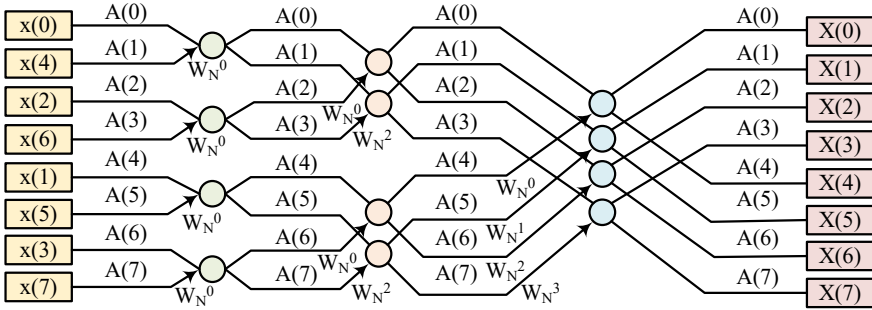 x(0) A(0) A(0) A(0) A(0) X(0)
x(4) A(1) W_N^0 A(1) A(1) A(1) X(1)
x(2) A(2) A(2) W_N^0 A(2) A(2) X(2)
x(6) A(3) W_N^0 A(3) W_N^2 A(3) A(3) X(3)
x(1) A(4) A(4) A(4) W_N^0 A(4) X(4)
x(5) A(5) W_N^0 A(5) A(5) W_N^1 A(5) X(5)
x(3) A(6) A(6) W_N^0 A(6) W_N^2 A(6) X(6)
x(7) A(7) W_N^0 A(7) W_N^2 A(7) W_N^3 A(7) X(7)